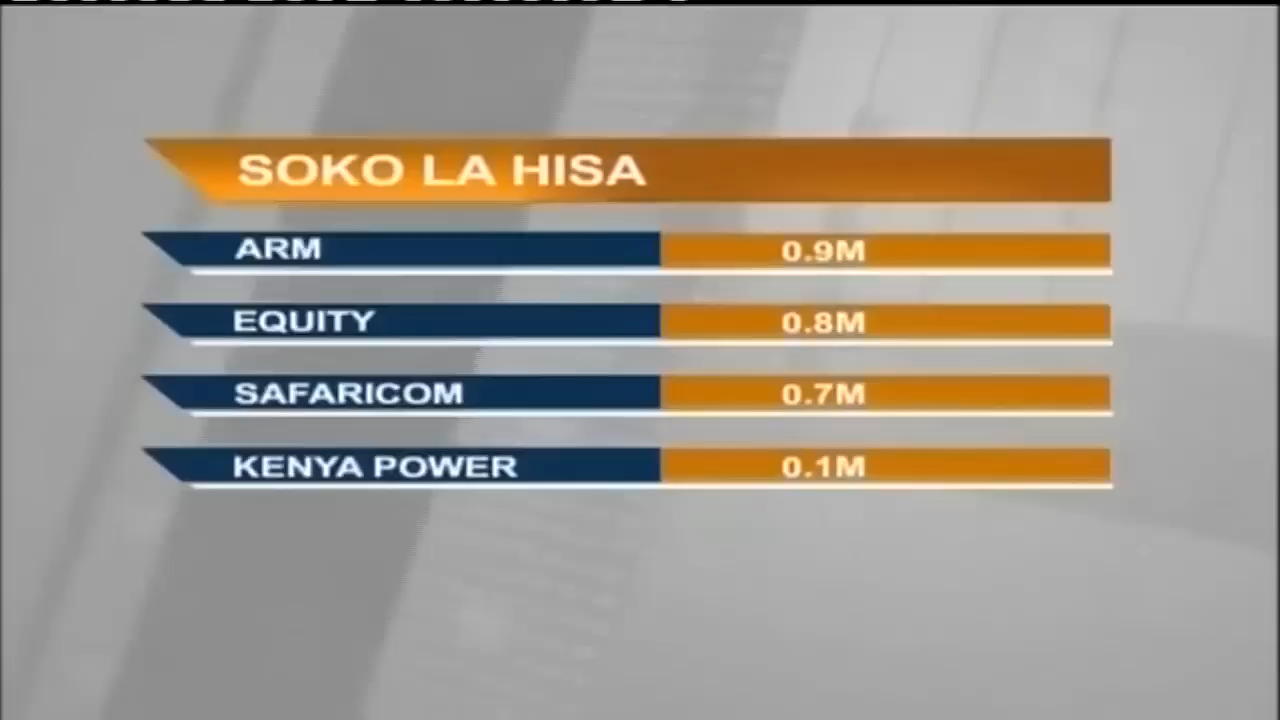 SOKO LA HISA
ARM 0.9M
EQUITY 0.8M
SAFARICOM 0.7M
KENYA POWER 0.1M